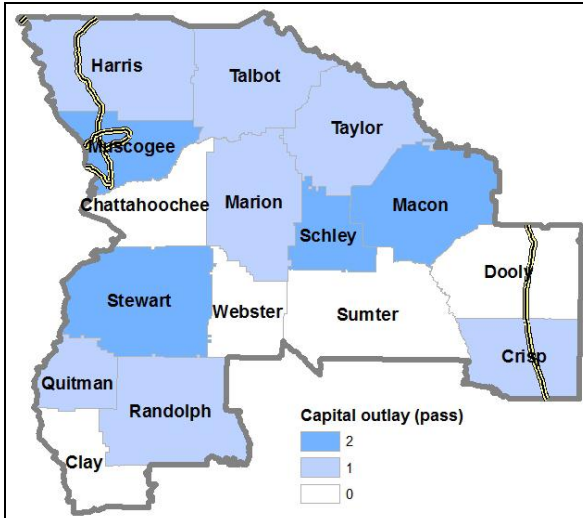 Harris
Talbot
Taylor
Muscogee
Chattahoochee
Marion
Macon
Schley
Dooly
Stewart
Webster
Sumter
Crisp
Quitman
Randolph
Clay
Capital outlay (pass)
2
1
0